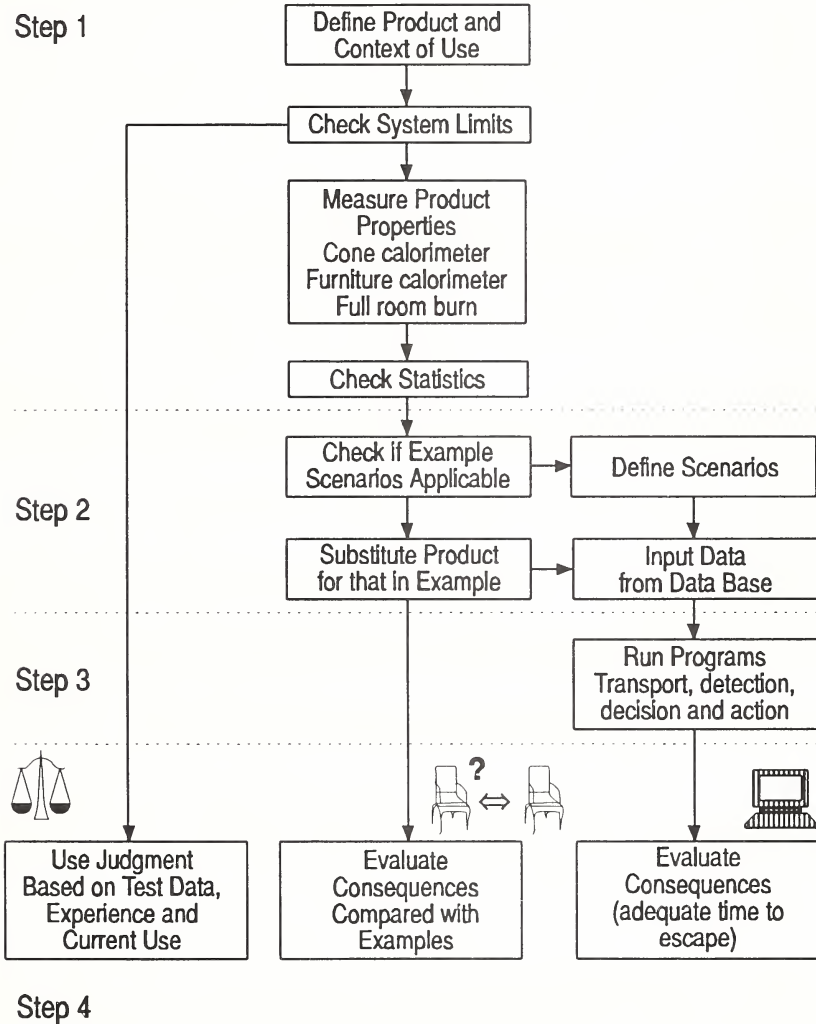 Step 1
Define Product and
Context of Use
Check System Limits
Measure Product
Properties
Cone calorimeter
Furniture calorimeter
Full room burn
Check Statistics
Step 2
Check if Example
Scenarios Applicable
Define Scenarios
Substitute Product
for that in Example
Input Data
from Data Base
Step 3
Run Programs
Transport, detection,
decision and action
?
Use Judgment
Based on Test Data,
Experience and
Current Use
Evaluate
Consequences
Compared with
Examples
Evaluate
Consequences
(adequate time to
escape)
Step 4